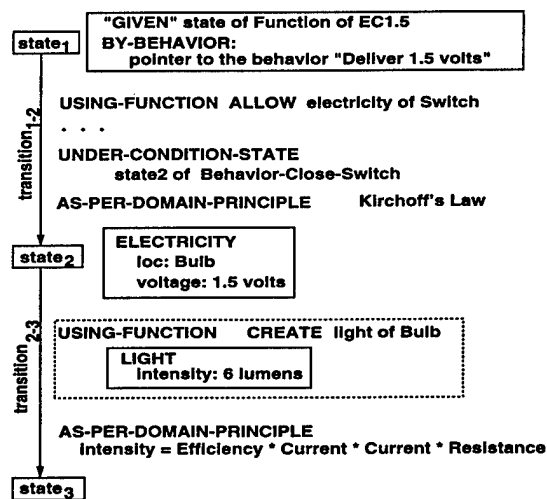 "GIVEN" state of Function of EC1.5
state1
BY-BEHAVIOR:
pointer to the behavior "Deliver 1.5 volts"
transition1-2
USING-FUNCTION ALLOW electricity of Switch
. . .
UNDER-CONDITION-STATE
state2 of Behavior-Close-Switch
AS-PER-DOMAIN-PRINCIPLE Kirchoff's Law
state2
ELECTRICITY
loc: Bulb
voltage: 1.5 volts
transition2-3
USING-FUNCTION CREATE light of Bulb
LIGHT
intensity: 6 lumens
AS-PER-DOMAIN-PRINCIPLE
intensity = Efficiency * Current * Current * Resistance
state3